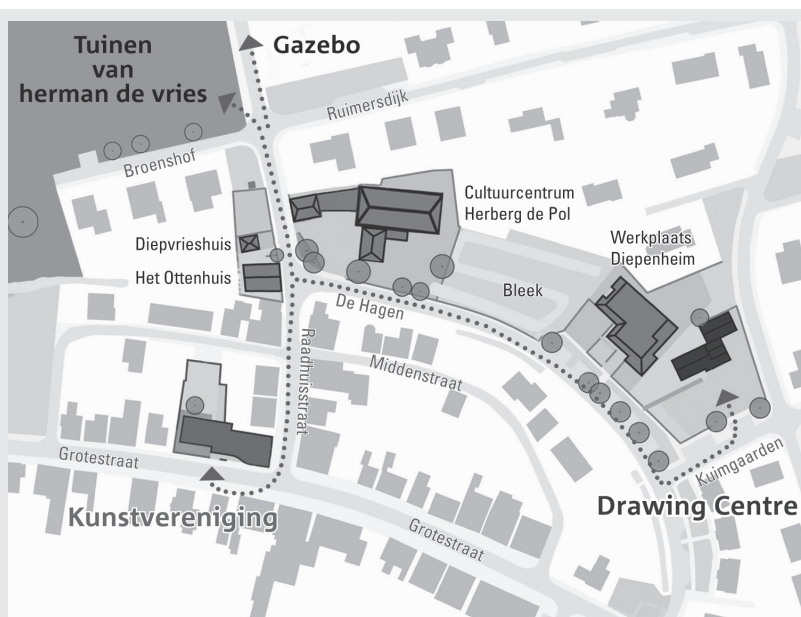 Tuinen
van
herman de vries
Gazebo
Ruimersdijk
Broenshof
Cultuurcentrum
Herberg de Pol
Diepvrieshuis
Het Ottenhuis
Werkplaats
Diepenheim
Bleek
De Hagen
Raadhuisstraat
Middenstraat
Grotestraat
Kunstvereniging
Grotestraat
Kuimgaarden
Drawing Centre